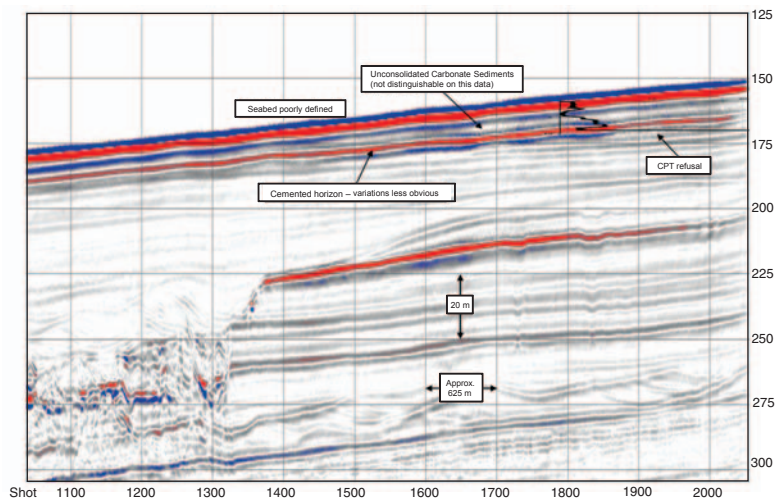 125
Unconsolidated Carbonate Sediments
(not distinguishable on this data)
150
Seabed poorly defined
175
CPT refusal
Cemented horizon – variations less obvious
200
225
20 m
250
Approx.
625 m
275
300
Shot 1100 1200 1300 1400 1500 1600 1700 1800 1900 2000